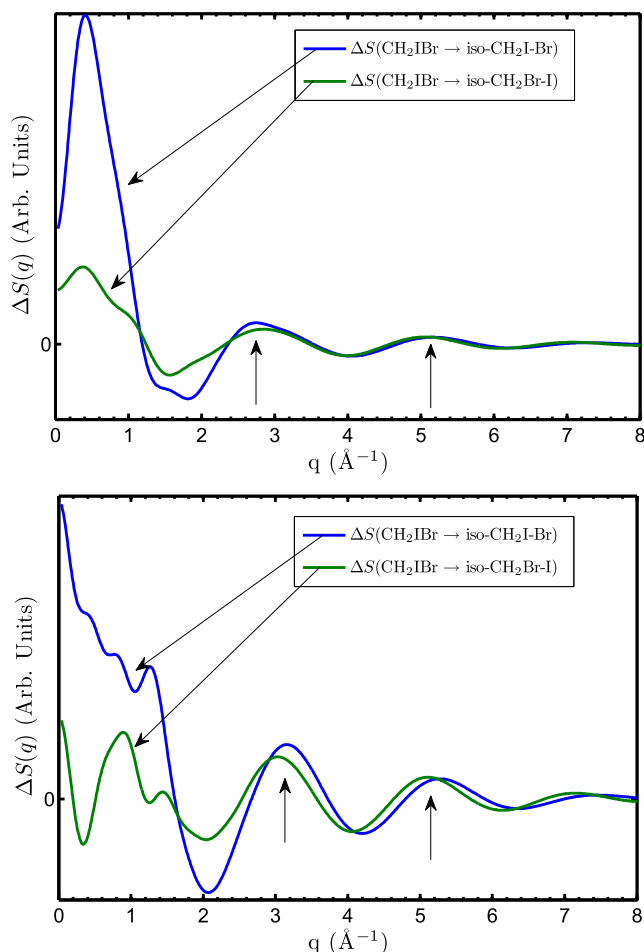 ΔS(CH₂IBr → iso-CH₂I-Br)
ΔS(CH₂IBr → iso-CH₂Br-I)
ΔS(q) (Arb. Units)
0
0 1 2 3 4 5 6 7 8
q (Å⁻¹)
ΔS(CH₂IBr → iso-CH₂I-Br)
ΔS(CH₂IBr → iso-CH₂Br-I)
ΔS(q) (Arb. Units)
0
0 1 2 3 4 5 6 7 8
q (Å⁻¹)